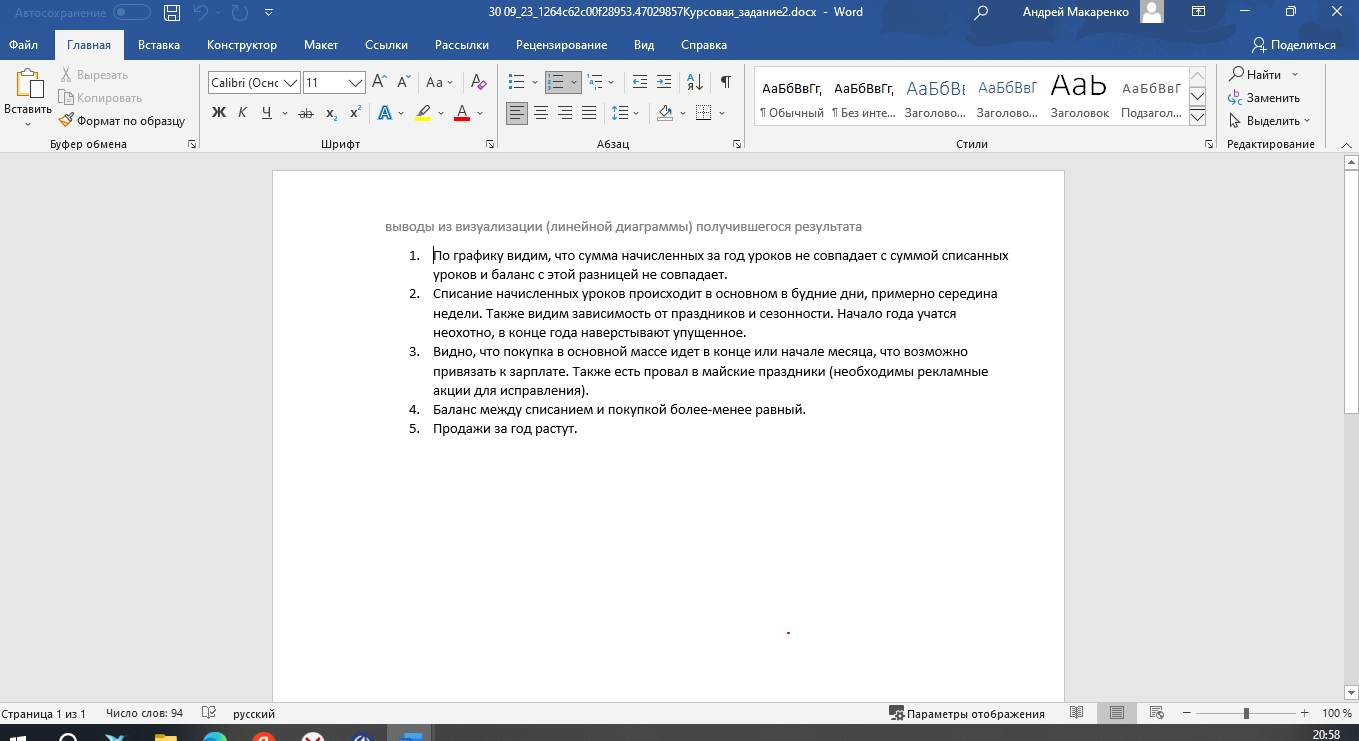 Автосохранение
30 09_23_1264c62c00f28953.47029857Курсовая_задание2.docx - Word
Андрей Макаренко
Файл Главная Вставка Конструктор Макет Ссылки Рассылки Рецензирование Вид Справка Поделиться
Вставить
Вырезать
Копировать
Формат по образцу
Буфер обмена
Calibri (Оснс 11
Aa
Ж К Ч ab x₂ x²
Шрифт
Абзац
АаБбВвГг, АаБбВвГг, АаБбВı АаБбВвГ АаЬ АаБбВвГ
¶ Обычный ¶ Без инте... Заголово... Заголово... Заголовок Подзагол...
Стили
Найти
Заменить
Выделить
Редактирование
выводы из визуализации (линейной диаграммы) получившегося результата
1. По графику видим, что сумма начисленных за год уроков не совпадает с суммой списанных
уроков и баланс с этой разницей не совпадает.
2. Списание начисленных уроков происходит в основном в будние дни, примерно середина
недели. Также видим зависимость от праздников и сезонности. Начало года учатся
неохотно, в конце года наверстывают упущенное.
3. Видно, что покупка в основной массе идет в конце или начале месяца, что возможно
привязать к зарплате. Также есть провал в майские праздники (необходимы рекламные
акции для исправления).
4. Баланс между списанием и покупкой более-менее равный.
5. Продажи за год растут.
Страница 1 из 1 Число слов: 94 русский Параметры отображения 100 %
20:58